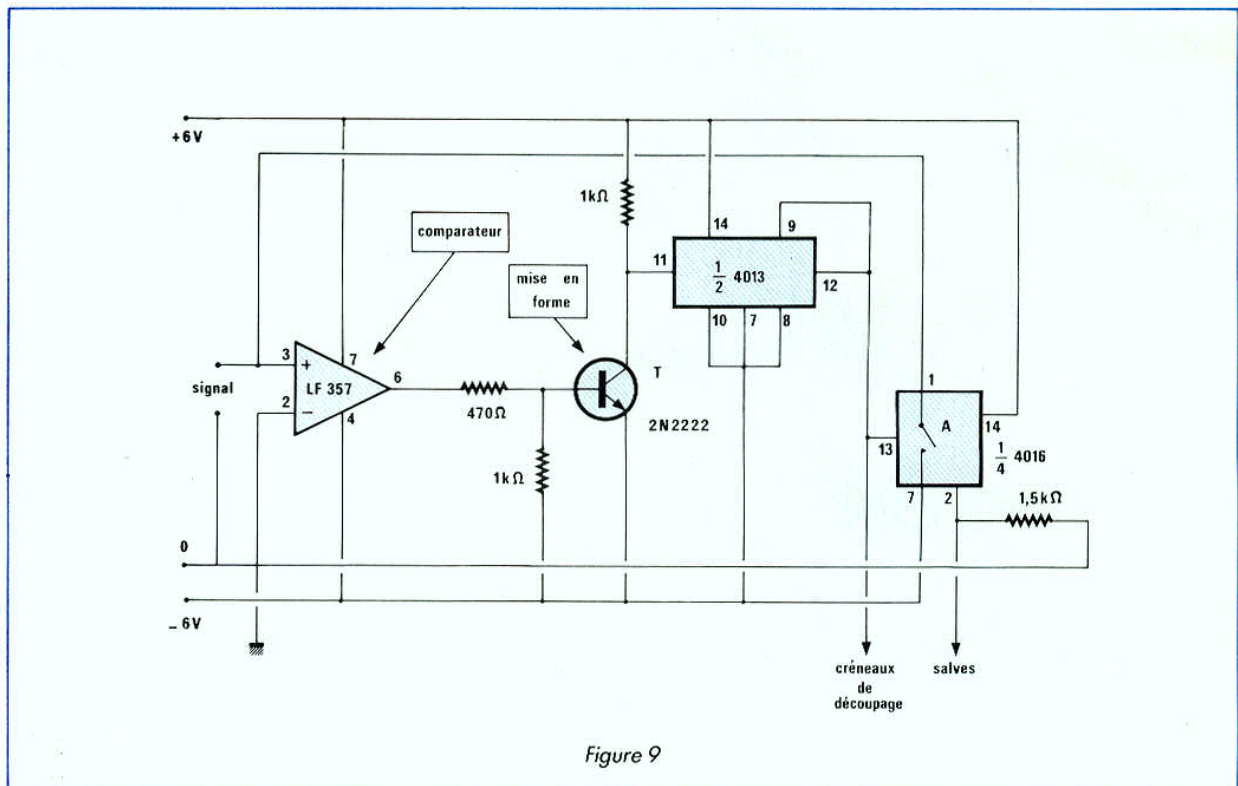 +6V
1kΩ
comparateur
14
9
mise en
forme
11
1/2 4013
12
10
7
8
3
+
7
signal
LF 357
6
T
1
2
−
4
470Ω
2N2222
A
14
13
1/4 4016
1kΩ
7
2
1,5kΩ
0
− 6V
créneaux
de
découpage
salves
Figure 9